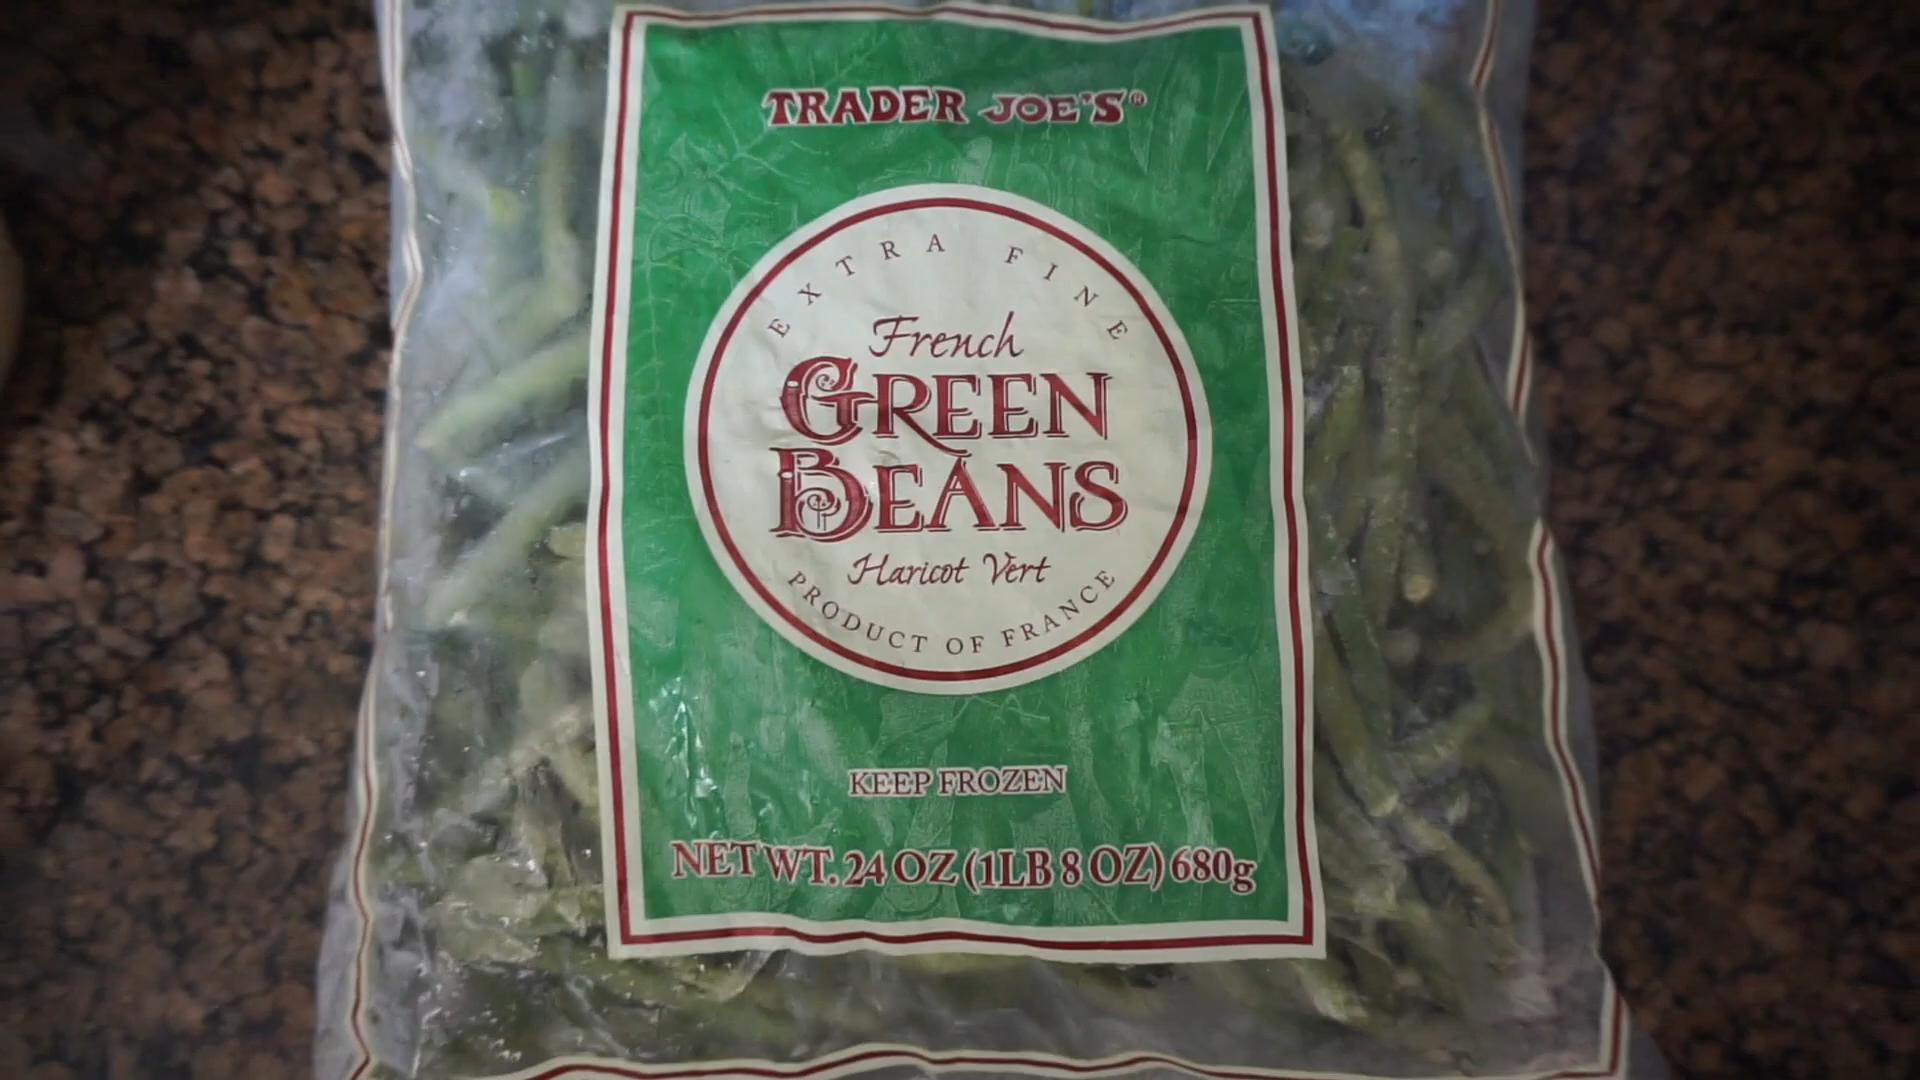 TRADER JOE'S®
EXTRA FINE
French
GREEN
BEANS
Haricot Vert
PRODUCT OF FRANCE
KEEP FROZEN
NET WT. 24 OZ (1LB 8 OZ) 680g